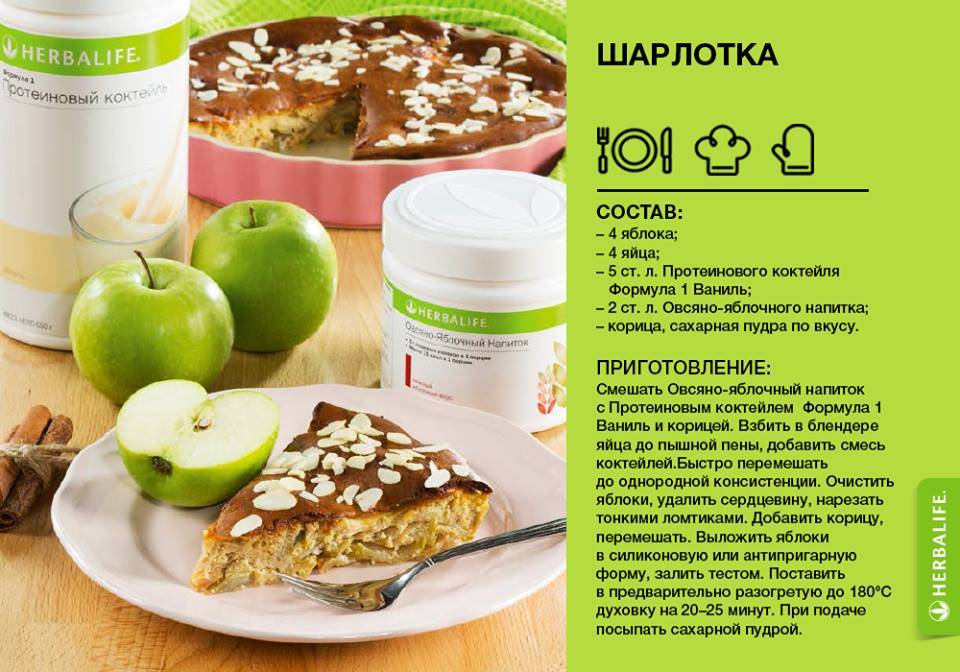 HERBALIFE.
Формула 1
Протеиновый коктейль
HERBALIFE
Овсяно-Яблочный Напиток
ШАРЛОТКА
СОСТАВ:
– 4 яблока;
– 4 яйца;
– 5 ст. л. Протеинового коктейля
Формула 1 Ваниль;
– 2 ст. л. Овсяно-яблочного напитка;
– корица, сахарная пудра по вкусу.
ПРИГОТОВЛЕНИЕ:
Смешать Овсяно-яблочный напиток
с Протеиновым коктейлем Формула 1
Ваниль и корицей. Взбить в блендере
яйца до пышной пены, добавить смесь
коктейлей.Быстро перемешать
до однородной консистенции. Очистить
яблоки, удалить сердцевину, нарезать
тонкими ломтиками. Добавить корицу,
перемешать. Выложить яблоки
в силиконовую или антипригарную
форму, залить тестом. Поставить
в предварительно разогретую до 180°С
духовку на 20–25 минут. При подаче
посыпать сахарной пудрой.
HERBALIFE.